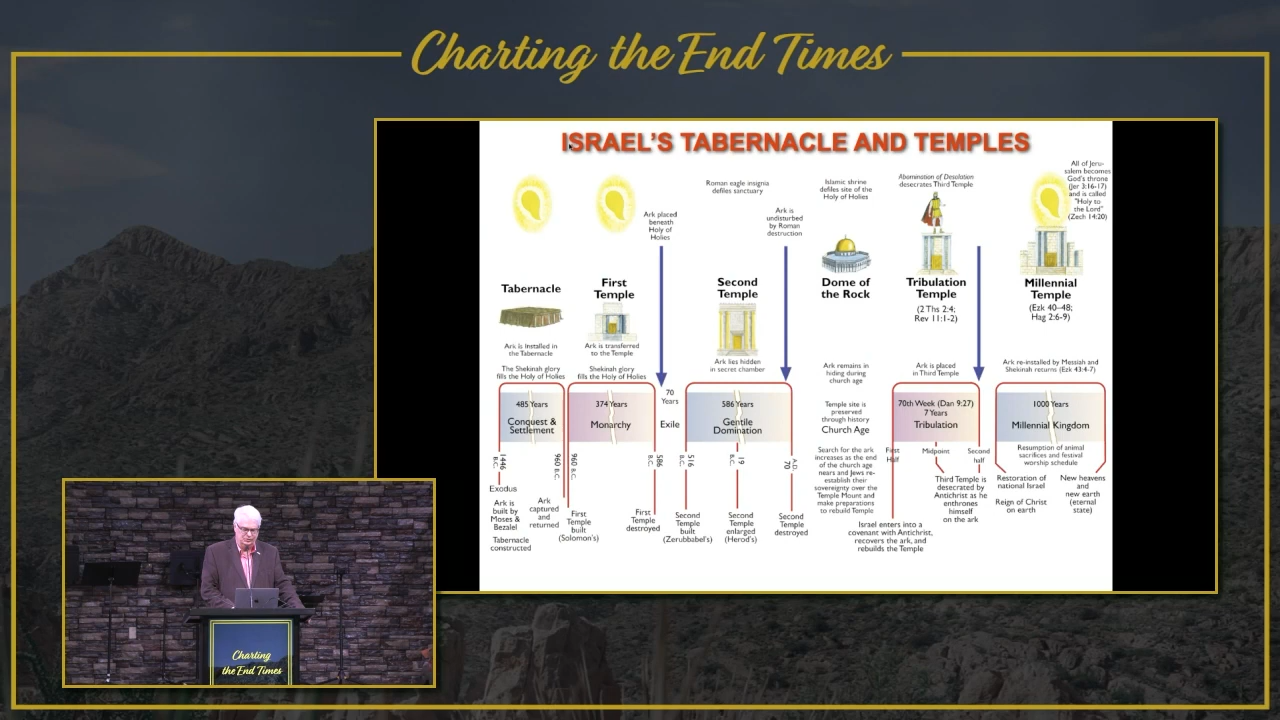 Charting the End Times
ISRAEL'S TABERNACLE AND TEMPLES
Ark placed
beneath
Holy of
Holies
Roman eagle insignia
defiles sanctuary
Ark is
undisturbed
by Roman
destruction
Islamic shrine
defiles site of the
Holy of Holies
Abomination of Desolation
desecrates Third Temple
All of Jeru-
salem becomes
God's throne
(Jer 3:16-17)
and is called
"Holy to
the Lord"
(Zech 14:20)
Tabernacle
First
Temple
Second
Temple
Dome of
the Rock
Tribulation
Temple
(2 Ths 2:4;
Rev 11:1-2)
Millennial
Temple
(Ezk 40–48;
Hag 2:6-9)
Ark is Installed in
the Tabernacle
Ark is transferred
to the Temple
Ark lies hidden
in secret chamber
Ark remains in
hiding during
church age
Ark is placed
in Third Temple
Ark re-installed by Messiah and
Shekinah returns (Ezk 43:4-7)
The Shekinah glory
fills the Holy of Holies
Shekinah glory
fills the Holy of Holies
485 Years
Conquest &
Settlement
374 Years
Monarchy
70
Years
Exile
586 Years
Gentile
Domination
Temple site is
preserved
through history
Church Age
70th Week (Dan 9:27)
7 Years
Tribulation
1000 Years
Millennial Kingdom
1446 B.C.
960 B.C.
960 B.C.
586 B.C.
516 B.C.
19 B.C.
A.D. 70
Search for the ark
increases as the end
of the church age
nears and Jews re-
establish their
sovereignty over the
Temple Mount and
make preparations
to rebuild Temple
First
Half
Midpoint
Second
half
Resumption of animal
sacrifices and festival
worship schedule
Exodus
Ark is
built by
Moses &
Bezalel
Tabernacle
constructed
Ark
captured
and
returned
First
Temple
built
(Solomon's)
First
Temple
destroyed
Second
Temple
built
(Zerubbabel's)
Second
Temple
enlarged
(Herod's)
Second
Temple
destroyed
Israel enters into a
covenant with Antichrist,
recovers the ark, and
rebuilds the Temple
Third Temple is
desecrated by
Antichrist as he
enthrones
himself
on the ark
Restoration of
national Israel
Reign of Christ
on earth
New heavens
and
new earth
(eternal
state)
Charting
the End Times